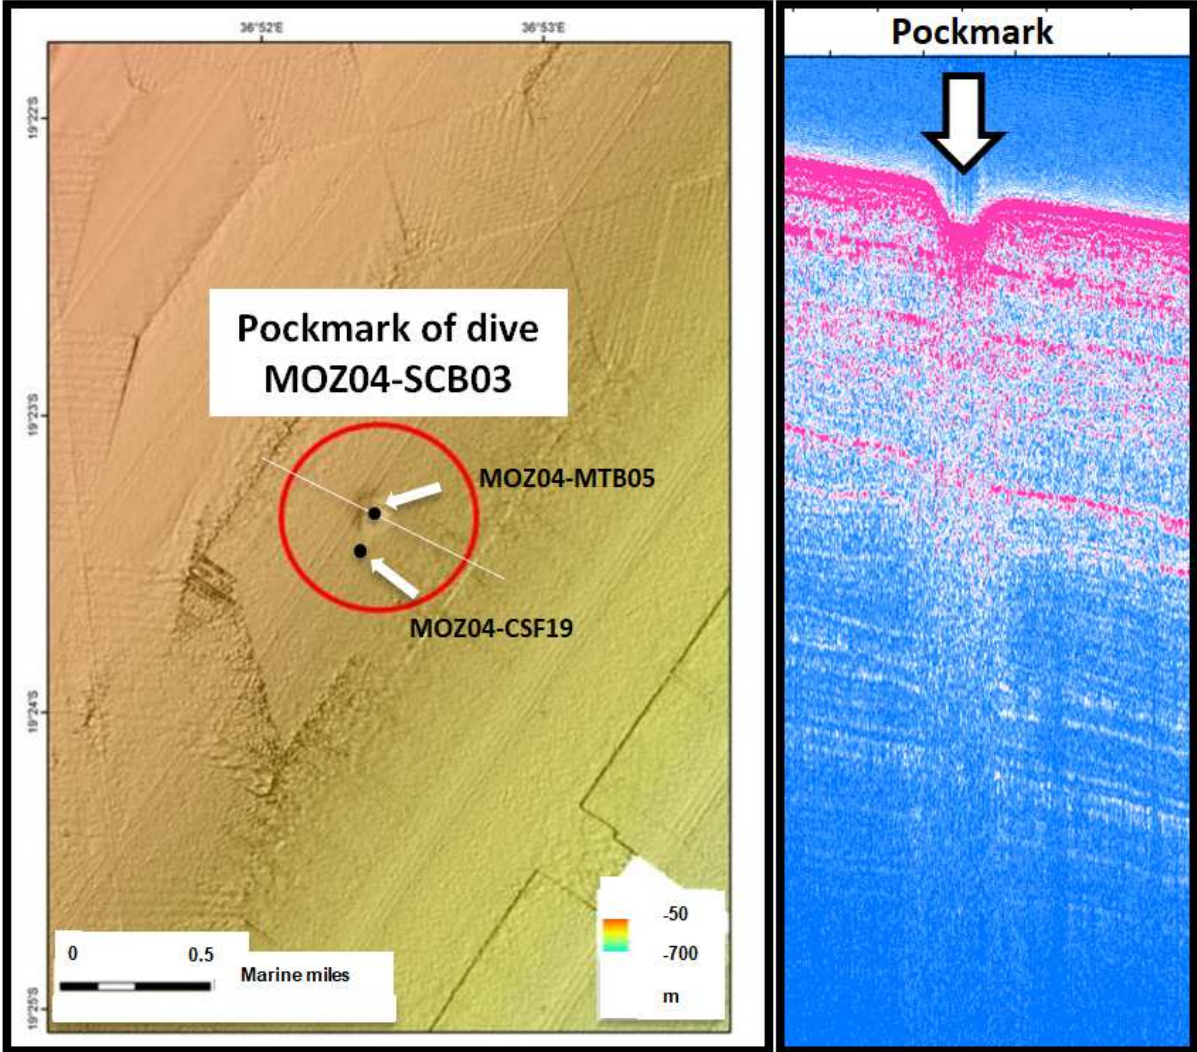 36°52'E 36°53'E
19°22'S
19°23'S
19°24'S
19°25'S
Pockmark of dive
MOZ04-SCB03
MOZ04-MTB05
MOZ04-CSF19
0 0.5
Marine miles
-50
-700
m
Pockmark